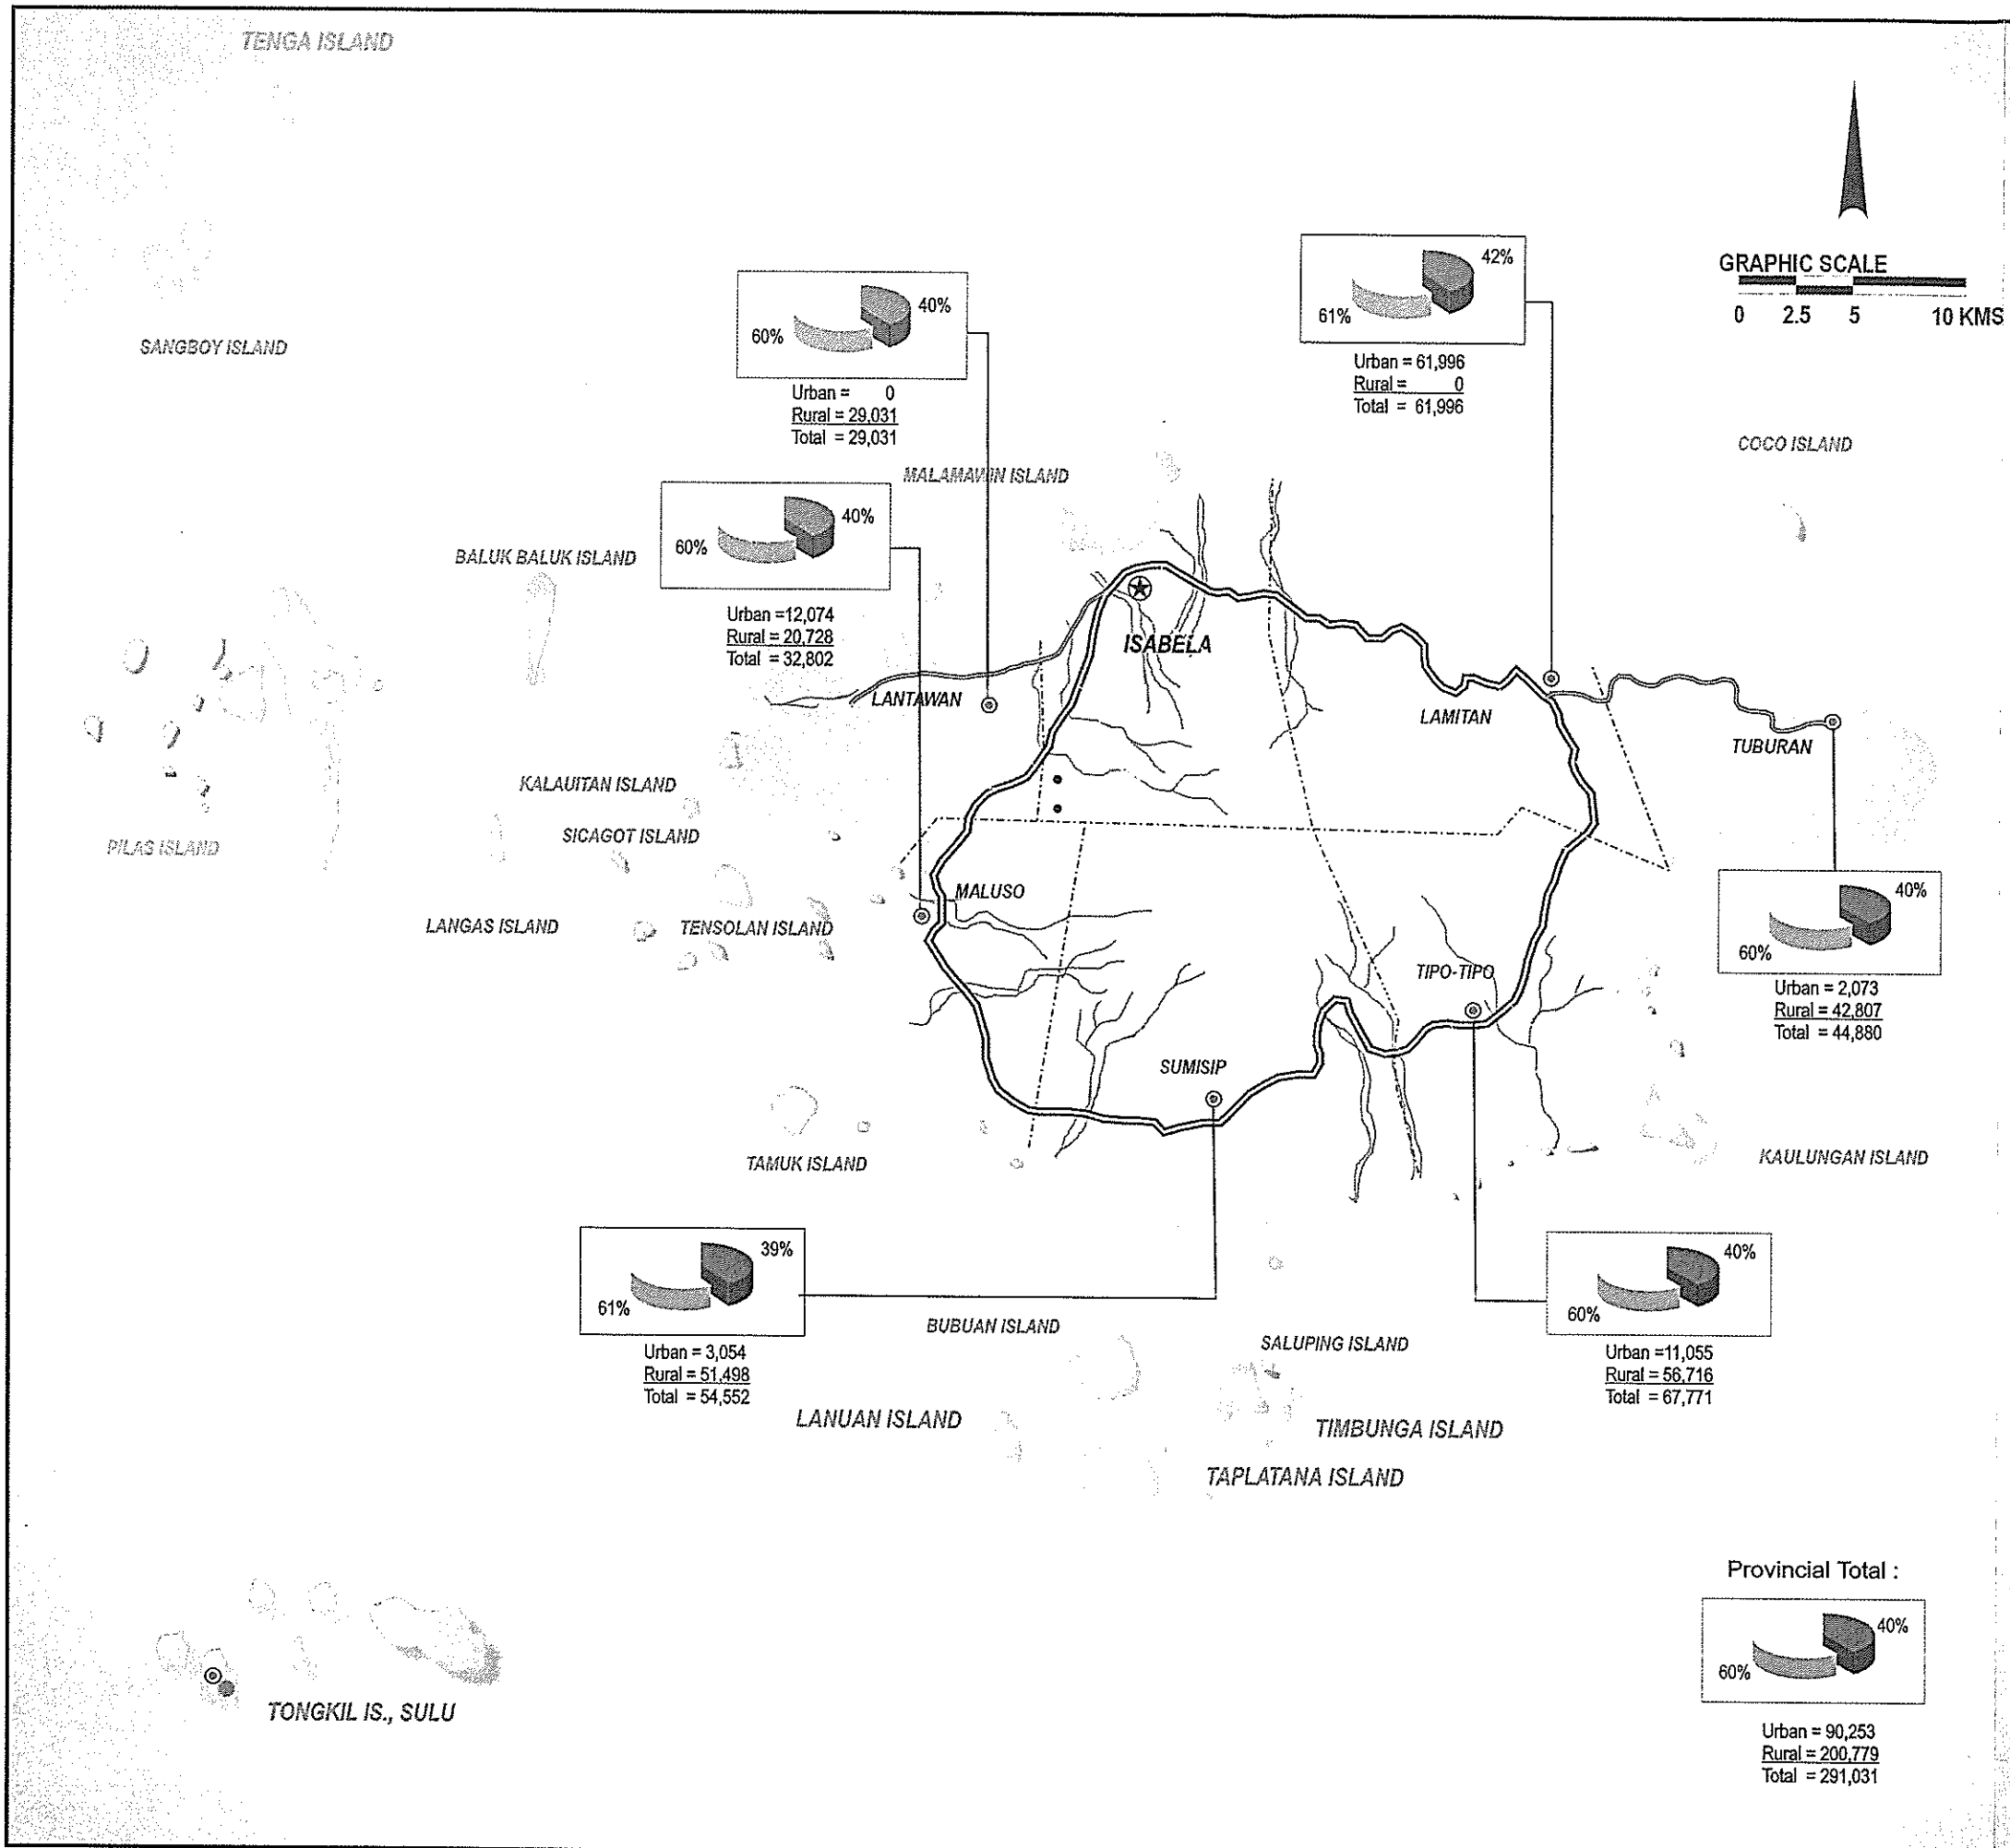 TENGA ISLAND
GRAPHIC SCALE
0 2.5 5 10 KMS
42%
61%
Urban = 61,996
Rural = 0
Total = 61,996
40%
60%
Urban = 0
Rural = 29,031
Total = 29,031
SANGBOY ISLAND
COCO ISLAND
MALAMAWIN ISLAND
40%
60%
Urban =12,074
Rural = 20,728
Total = 32,802
BALUK BALUK ISLAND
ISABELA
LANTAWAN
LAMITAN
TUBURAN
KALAUITAN ISLAND
SICAGOT ISLAND
PILAS ISLAND
MALUSO
LANGAS ISLAND
TENSOLAN ISLAND
40%
60%
Urban = 2,073
Rural = 42,807
Total = 44,880
TIPO-TIPO
SUMISIP
TAMUK ISLAND
KAULUNGAN ISLAND
39%
61%
Urban = 3,054
Rural = 51,498
Total = 54,552
40%
60%
Urban =11,055
Rural = 56,716
Total = 67,771
BUBUAN ISLAND
SALUPING ISLAND
LANUAN ISLAND
TIMBUNGA ISLAND
TAPLATANA ISLAND
Provincial Total :
40%
60%
Urban = 90,253
Rural = 200,779
Total = 291,031
TONGKIL IS., SULU